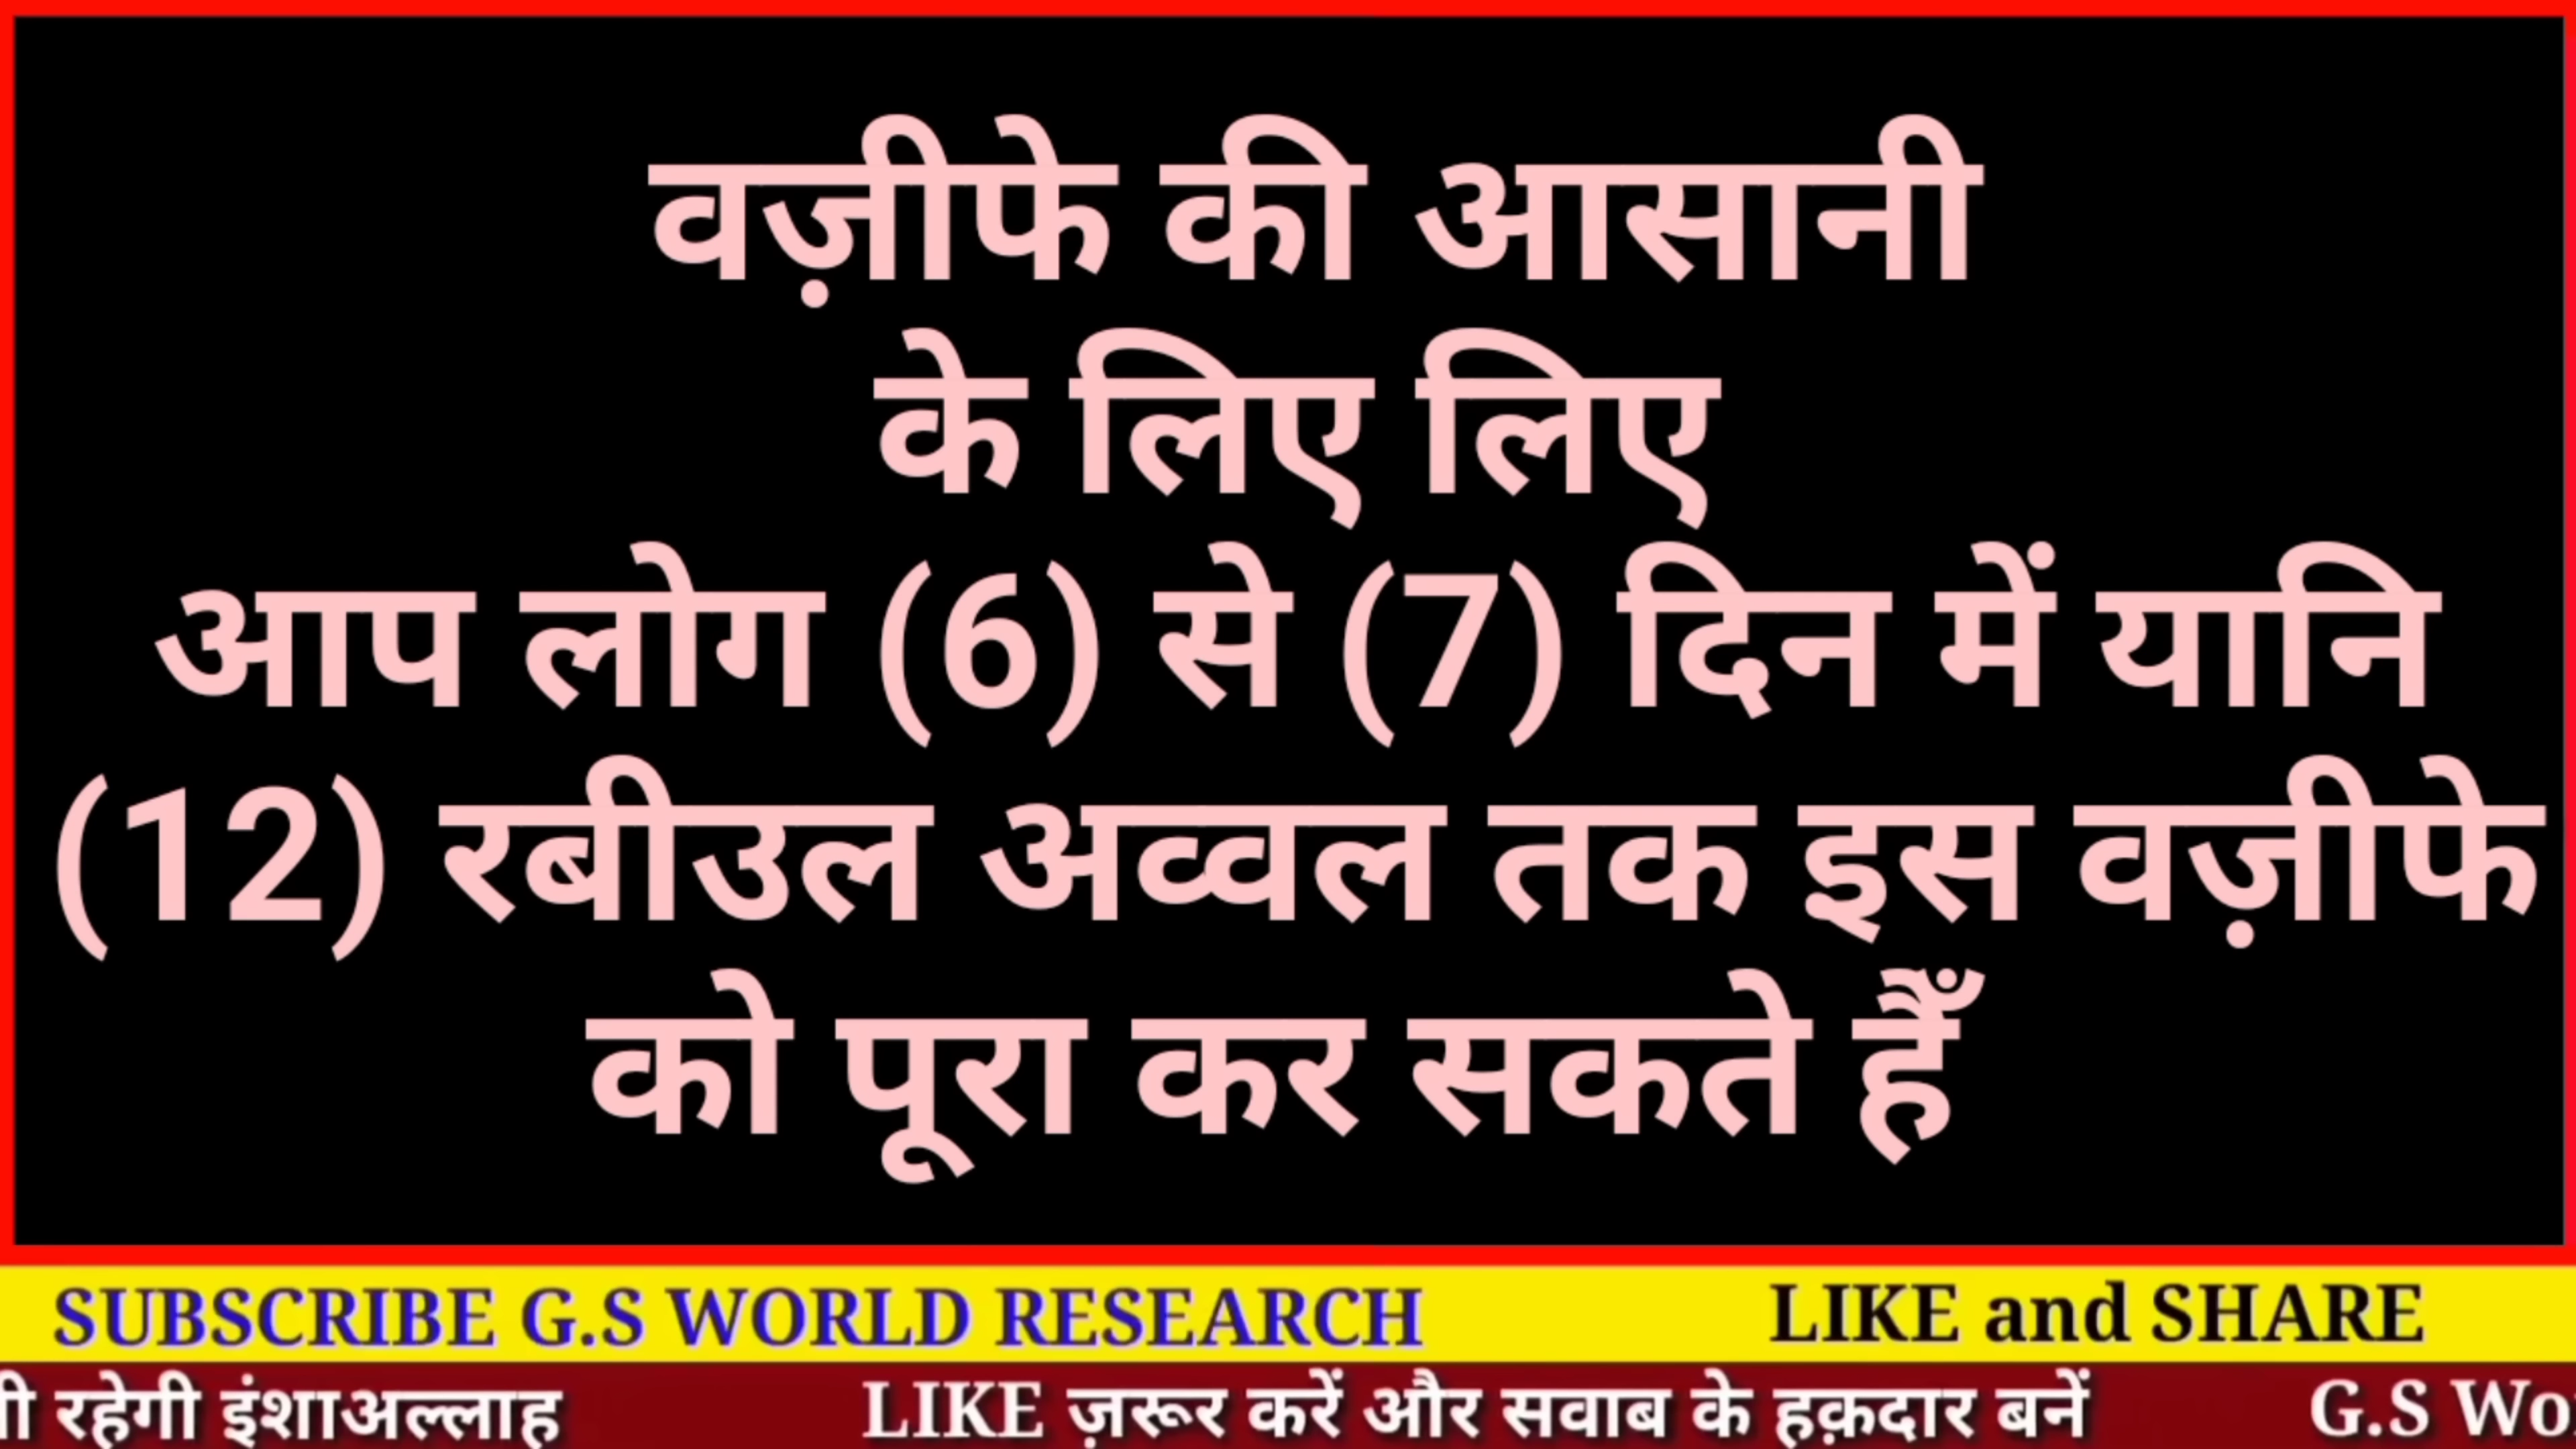 वज़ीफे की आसानी
के लिए लिए
आप लोग (6) से (7) दिन में यानि
(12) रबीउल अव्वल तक इस वज़ीफे
को पूरा कर सकते हैँ
SUBSCRIBE G.S WORLD RESEARCH LIKE and SHARE
रहेगी इंशाअल्लाह LIKE ज़रूर करें और सवाब के हक़दार बनें G.S